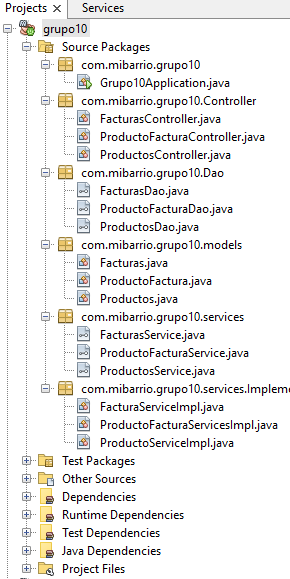 Projects
Services
grupo10
Source Packages
com.mibarrio.grupo10
Grupo10Application.java
com.mibarrio.grupo10.Controller
FacturasController.java
ProductoFacturaController.java
ProductosController.java
com.mibarrio.grupo10.Dao
FacturasDao.java
ProductoFacturaDao.java
ProductosDao.java
com.mibarrio.grupo10.models
Facturas.java
ProductoFactura.java
Productos.java
com.mibarrio.grupo10.services
FacturasService.java
ProductoFacturaService.java
ProductosService.java
com.mibarrio.grupo10.services.Impleme
FacturaServiceImpl.java
ProductoFacturaServicesImpl.java
ProductoServiceImpl.java
Test Packages
Other Sources
Dependencies
Runtime Dependencies
Test Dependencies
Java Dependencies
Project Files